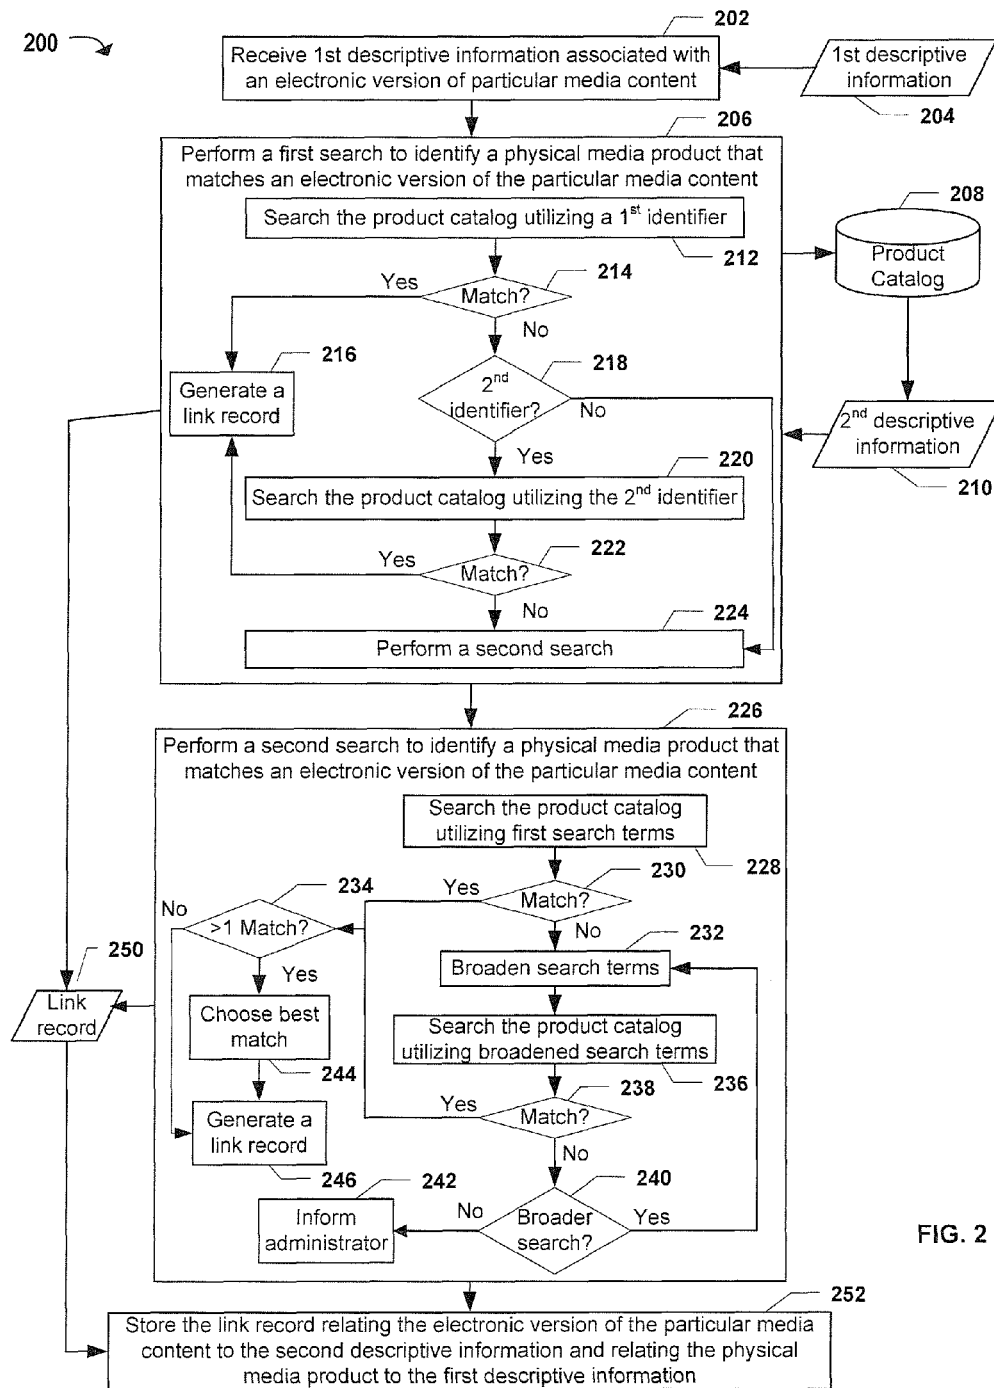 200
202
Receive 1st descriptive information associated with
an electronic version of particular media content
1st descriptive
information
204
206
Perform a first search to identify a physical media product that
matches an electronic version of the particular media content
Search the product catalog utilizing a 1st identifier
212
208
Product
Catalog
Yes
214
Match?
No
216
Generate a
link record
218
2nd
identifier?
No
Yes
2nd descriptive
information
210
220
Search the product catalog utilizing the 2nd identifier
Yes
222
Match?
No
224
Perform a second search
226
Perform a second search to identify a physical media product that
matches an electronic version of the particular media content
Search the product catalog
utilizing first search terms
228
234
Yes
230
No
>1 Match?
Match?
No
232
250
Yes
Broaden search terms
Link
record
Choose best
match
244
Search the product catalog
utilizing broadened search terms
236
238
Yes
Match?
Generate a
link record
246
No
242
240
Inform
administrator
No
Broader
search?
Yes
FIG. 2
252
Store the link record relating the electronic version of the particular media
content to the second descriptive information and relating the physical
media product to the first descriptive information